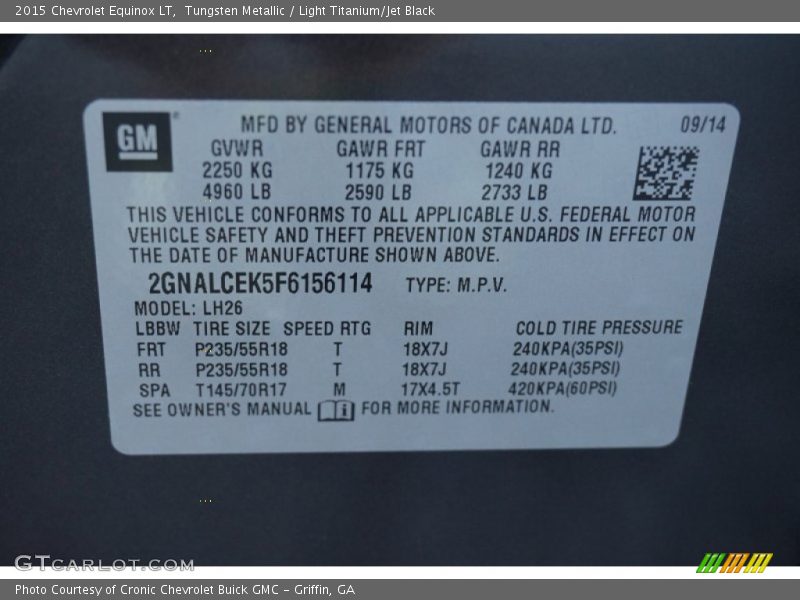 2015 Chevrolet Equinox LT,  Tungsten Metallic / Light Titanium/Jet Black
GM
MFD BY GENERAL MOTORS OF CANADA LTD. 09/14
GVWR GAWR FRT GAWR RR
2250 KG 1175 KG 1240 KG
4960 LB 2590 LB 2733 LB
THIS VEHICLE CONFORMS TO ALL APPLICABLE U.S. FEDERAL MOTOR
VEHICLE SAFETY AND THEFT PREVENTION STANDARDS IN EFFECT ON
THE DATE OF MANUFACTURE SHOWN ABOVE.
2GNALCEK5F6156114 TYPE: M.P.V.
MODEL: LH26
LBBW TIRE SIZE SPEED RTG RIM COLD TIRE PRESSURE
FRT P235/55R18 T 18X7J 240KPA(35PSI)
RR P235/55R18 T 18X7J 240KPA(35PSI)
SPA T145/70R17 M 17X4.5T 420KPA(60PSI)
SEE OWNER'S MANUAL i FOR MORE INFORMATION.
GTCARLOT.COM
Photo Courtesy of Cronic Chevrolet Buick GMC – Griffin, GA